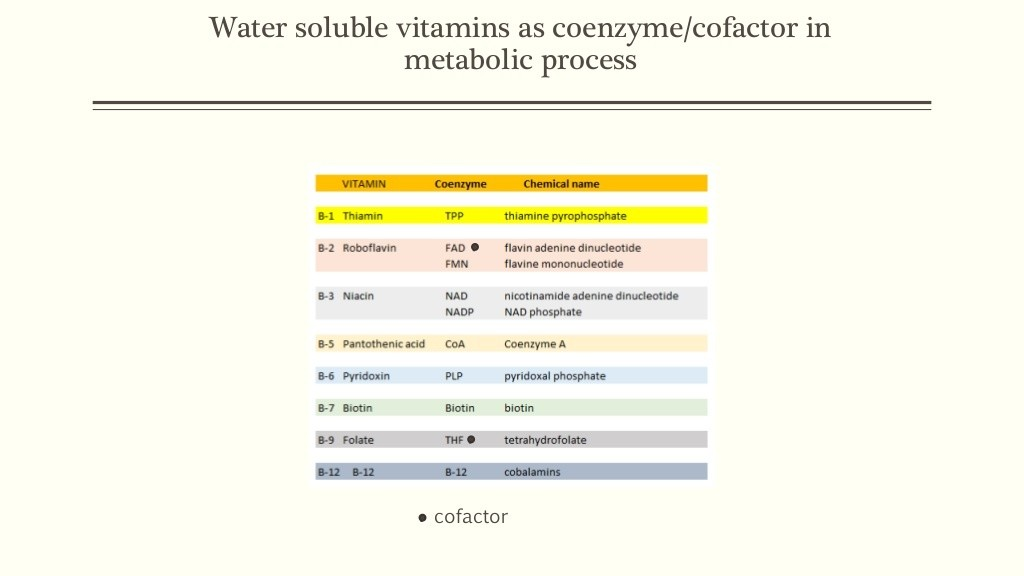 Water soluble vitamins as coenzyme/cofactor in
metabolic process
VITAMIN Coenzyme Chemical name
B-1 Thiamin TPP thiamine pyrophosphate
B-2 Roboflavin FAD ● flavin adenine dinucleotide
FMN flavine mononucleotide
B-3 Niacin NAD nicotinamide adenine dinucleotide
NADP NAD phosphate
B-5 Pantothenic acid CoA Coenzyme A
B-6 Pyridoxin PLP pyridoxal phosphate
B-7 Biotin Biotin biotin
B-9 Folate THF ● tetrahydrofolate
B-12 B-12 B-12 cobalamins
● cofactor